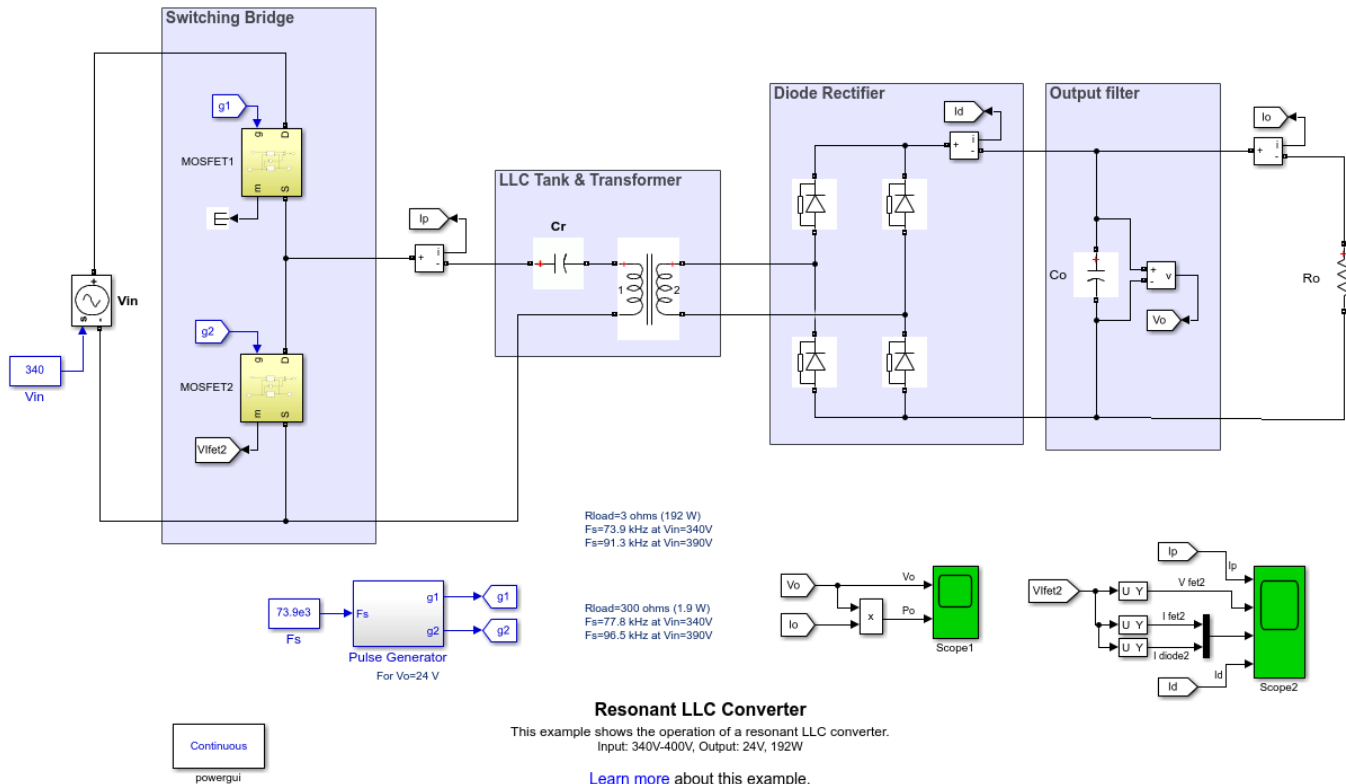 Switching Bridge
g1
g
D
MOSFET1
m
S
Ip
i
+
-
LLC Tank & Transformer
Cr
+
+
+
1
2
Diode Rectifier
Id
i
+
-
Output filter
Io
i
+
-
+
Co
+
-
v
Vo
+
Ro
+
Vin
s
-
340
Vin
g2
g
D
MOSFET2
m
S
VIfet2
Rload=3 ohms (192 W)
Fs=73.9 kHz at Vin=340V
Fs=91.3 kHz at Vin=390V
Rload=300 ohms (1.9 W)
Fs=77.8 kHz at Vin=340V
Fs=96.5 kHz at Vin=390V
73.9e3
Fs
Fs
g1
g2
g1
g2
Pulse Generator
For Vo=24 V
Vo
Vo
Io
x
Po
Scope1
Ip
Ip
VIfet2
U Y
V fet2
U Y
I fet2
U Y
I diode2
Id
Id
Scope2
Continuous
powergui
Resonant LLC Converter
This example shows the operation of a resonant LLC converter.
Input: 340V-400V, Output: 24V, 192W
Learn more about this example.